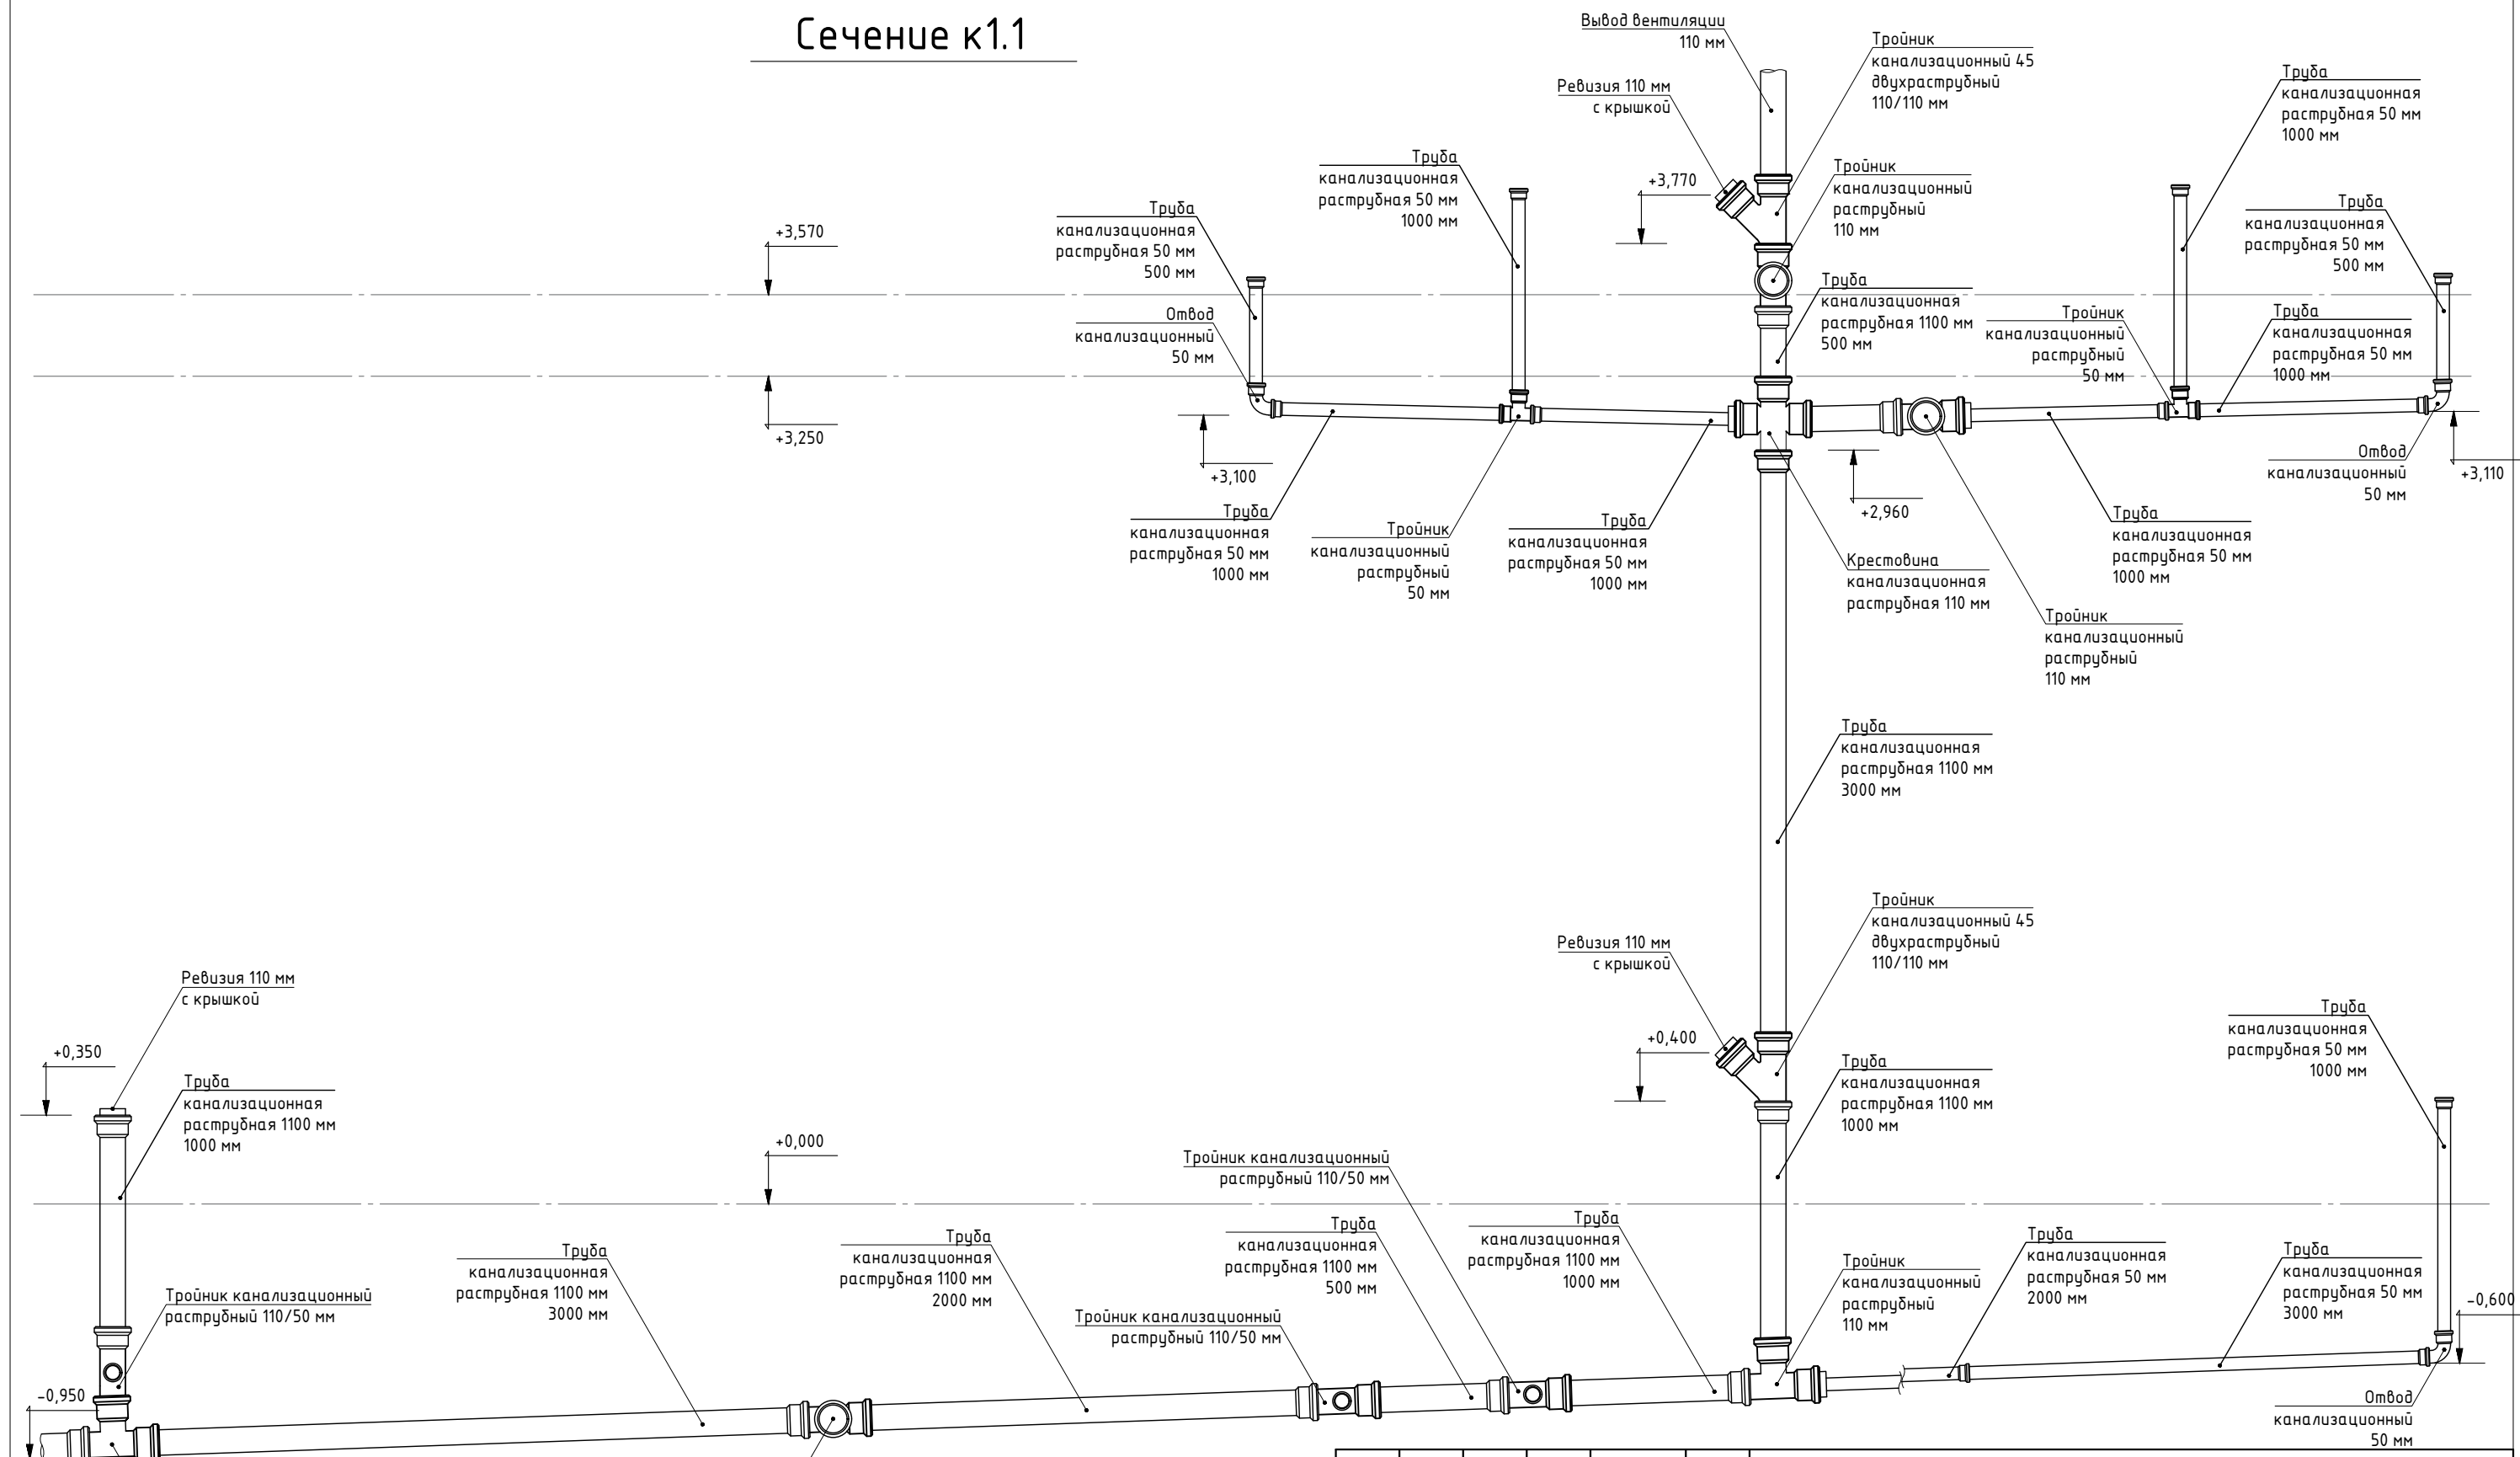 Сечение к1.1
Вывод вентиляции
110 мм
Тройник
канализационный 45
двухраструбный
110/110 мм
Ревизия 110 мм
с крышкой
Труба
канализационная
раструбная 50 мм
1000 мм
Труба
канализационная
раструбная 50 мм
1000 мм
+3,770
Тройник
канализационный
раструбный
110 мм
Труба
канализационная
раструбная 50 мм
500 мм
Труба
канализационная
раструбная 50 мм
500 мм
+3,570
Труба
канализационная
раструбная 1100 мм
500 мм
Отвод
канализационный
50 мм
Тройник
канализационный
раструбный
50 мм
Труба
канализационная
раструбная 50 мм
1000 мм
+3,250
+3,100
Отвод
канализационный
50 мм
+3,110
+2,960
Труба
канализационная
раструбная 50 мм
1000 мм
Тройник
канализационный
раструбный
50 мм
Труба
канализационная
раструбная 50 мм
1000 мм
Труба
канализационная
раструбная 50 мм
1000 мм
Крестовина
канализационная
раструбная 110 мм
Тройник
канализационный
раструбный
110 мм
Труба
канализационная
раструбная 1100 мм
3000 мм
Тройник
канализационный 45
двухраструбный
110/110 мм
Ревизия 110 мм
с крышкой
Ревизия 110 мм
с крышкой
Труба
канализационная
раструбная 50 мм
1000 мм
+0,350
+0,400
Труба
канализационная
раструбная 1100 мм
1000 мм
Труба
канализационная
раструбная 1100 мм
1000 мм
+0,000
Тройник канализационный
раструбный 110/50 мм
Труба
канализационная
раструбная 1100 мм
3000 мм
Труба
канализационная
раструбная 1100 мм
2000 мм
Труба
канализационная
раструбная 1100 мм
500 мм
Труба
канализационная
раструбная 1100 мм
1000 мм
Тройник
канализационный
раструбный
110 мм
Труба
канализационная
раструбная 50 мм
2000 мм
Труба
канализационная
раструбная 50 мм
3000 мм
-0,600
Тройник канализационный
раструбный 110/50 мм
Тройник канализационный
раструбный 110/50 мм
-0,950
Отвод
канализационный
50 мм